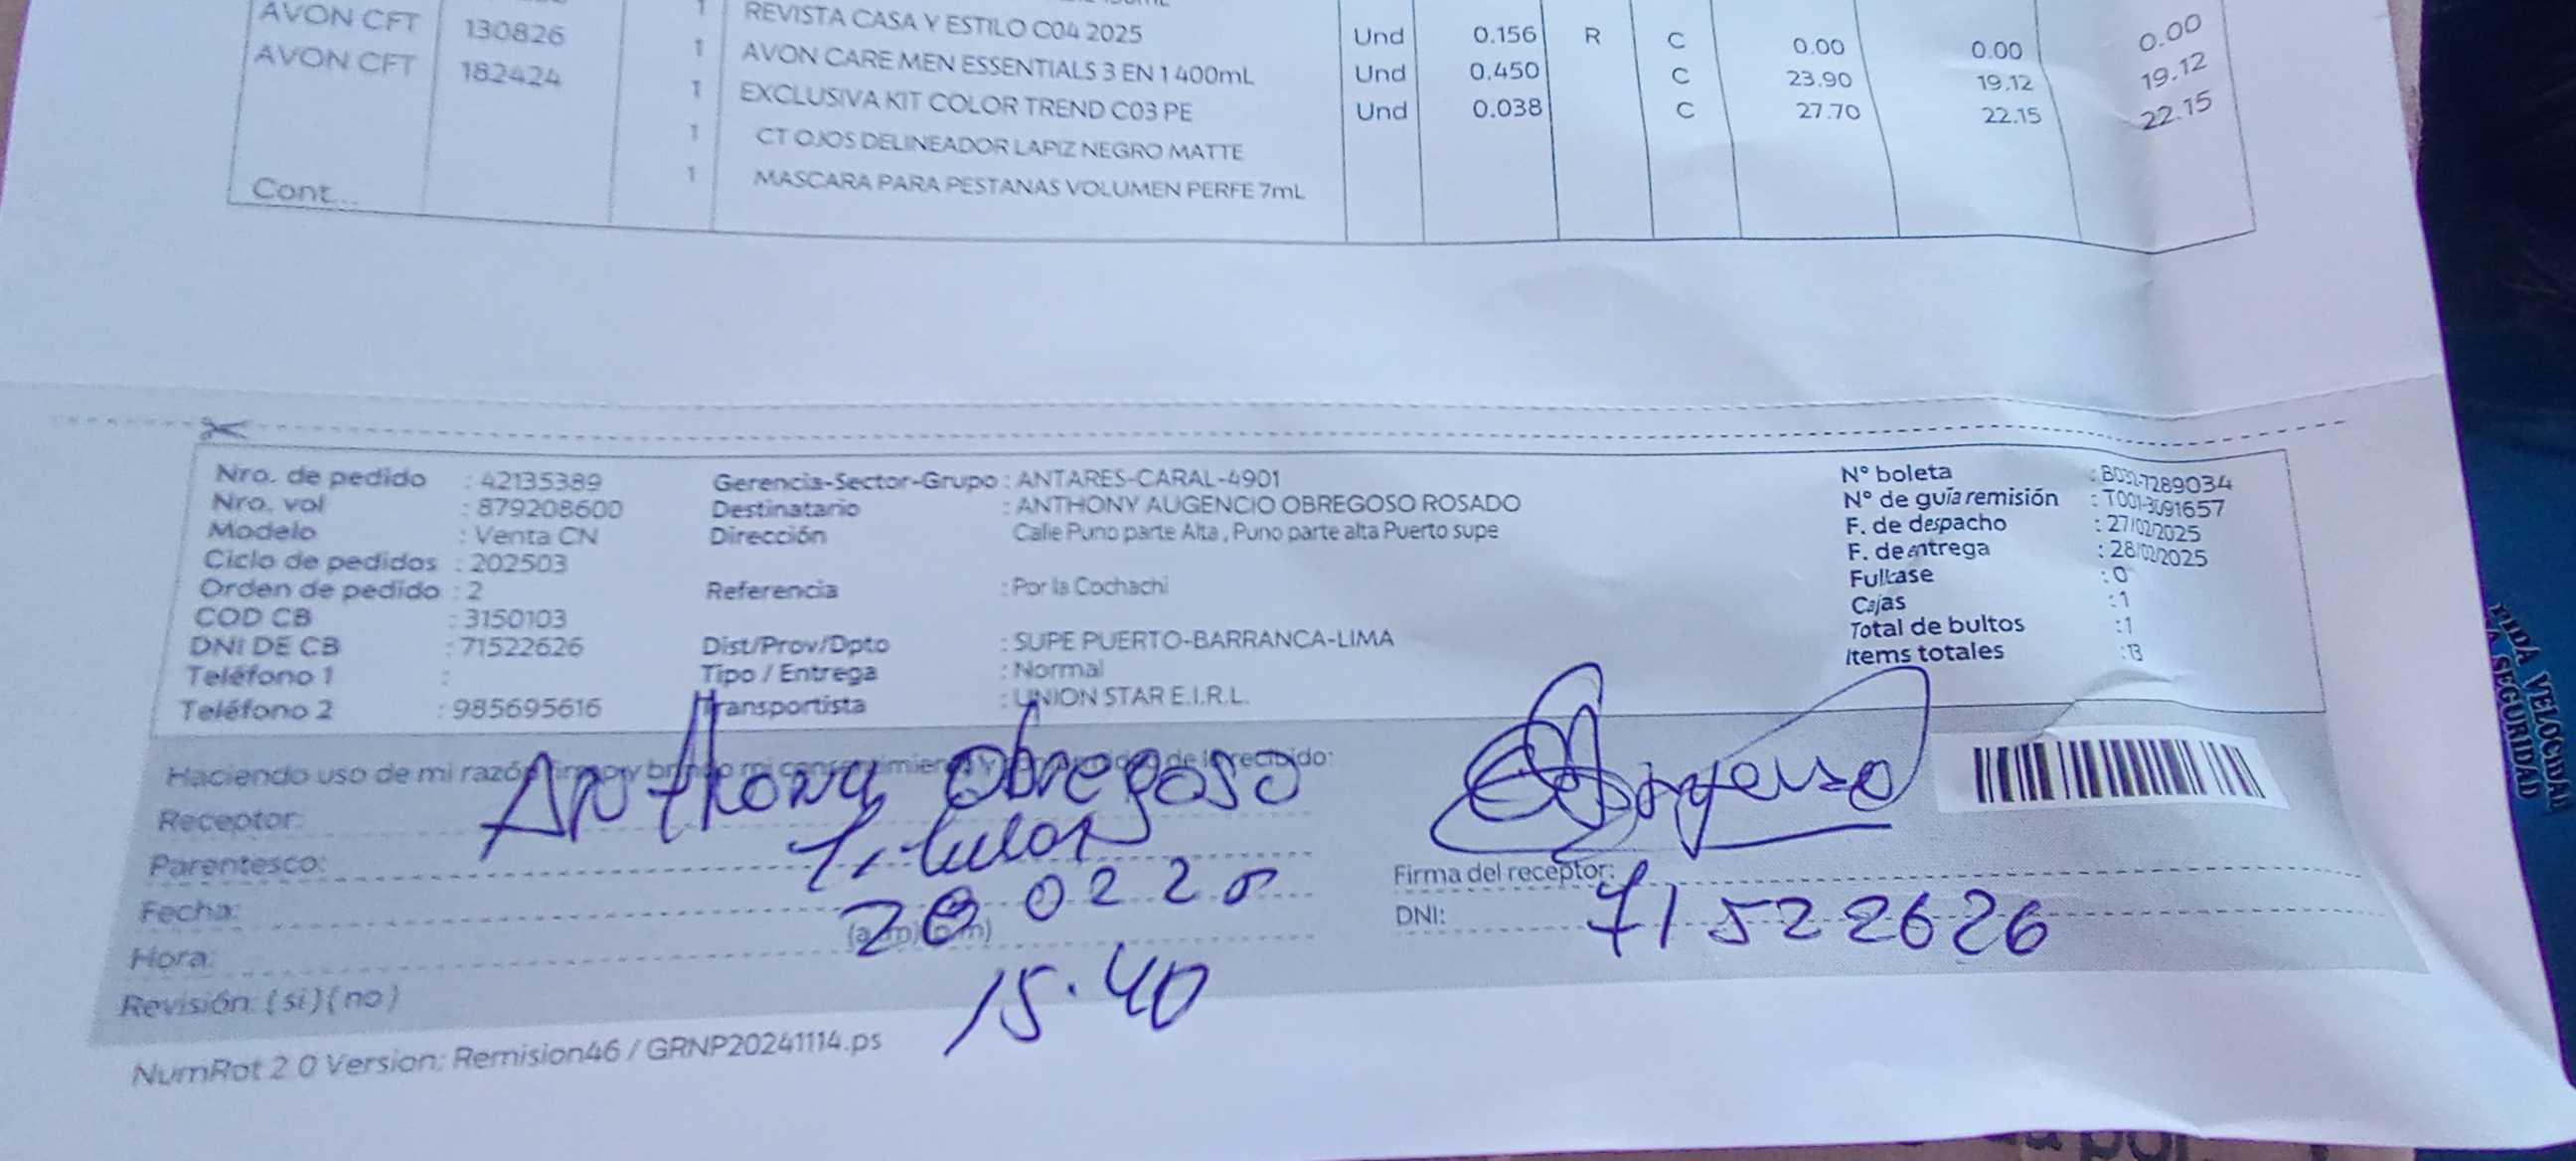 AVON CFT 130826 1 REVISTA CASA Y ESTILO C04 2025 Und 0.156 R C 0.00 0.00 0.00
AVON CFT 182424 1 AVON CARE MEN ESSENTIALS 3 EN 1 400mL Und 0.450 C 23.90 19.12 19.12
1 EXCLUSIVA KIT COLOR TREND C03 PE Und 0.038 C 27.70 22.15 22.15
1 CT OJOS DELINEADOR LAPIZ NEGRO MATTE
1 MASCARA PARA PESTANAS VOLUMEN PERFE 7mL
Cont...
Nro. de pedido : 42135389
Nro. vol : 879208600
Modelo : Venta CN
Ciclo de pedidos : 202503
Orden de pedido : 2
COD CB : 3150103
DNI DE CB : 71522626
Teléfono 1 :
Teléfono 2 : 985695616
Gerencia-Sector-Grupo : ANTARES-CARAL-4901
Destinatario : ANTHONY AUGENCIO OBREGOSO ROSADO
Dirección Calle Puno parte Alta , Puno parte alta Puerto supe
Referencia : Por la Cochachi
Dist/Prov/Dpto : SUPE PUERTO-BARRANCA-LIMA
Tipo / Entrega : Normal
Transportista : UNION STAR E.I.R.L.
N° boleta : B032-7289034
N° de guía remisión : T001-3091657
F. de despacho : 27/02/2025
F. de entrega : 28/02/2025
Fullcase : 0
Cajas : 1
Total de bultos : 1
Items totales : 13
Haciendo uso de mi razón, firmo y brindo mi consentimiento y de lo recibido:
Receptor: Anthony Obregoso
Parentesco: Titular
Fecha: 28 02 25
Hora: (a.m) (p.m) 15.40
Revisión: ( si ) ( no )
Firma del receptor:
DNI: 71522626
NumRot 2.0 Version: Remision46 / GRNP20241114.ps
VELOCIDAD
SEGURIDAD